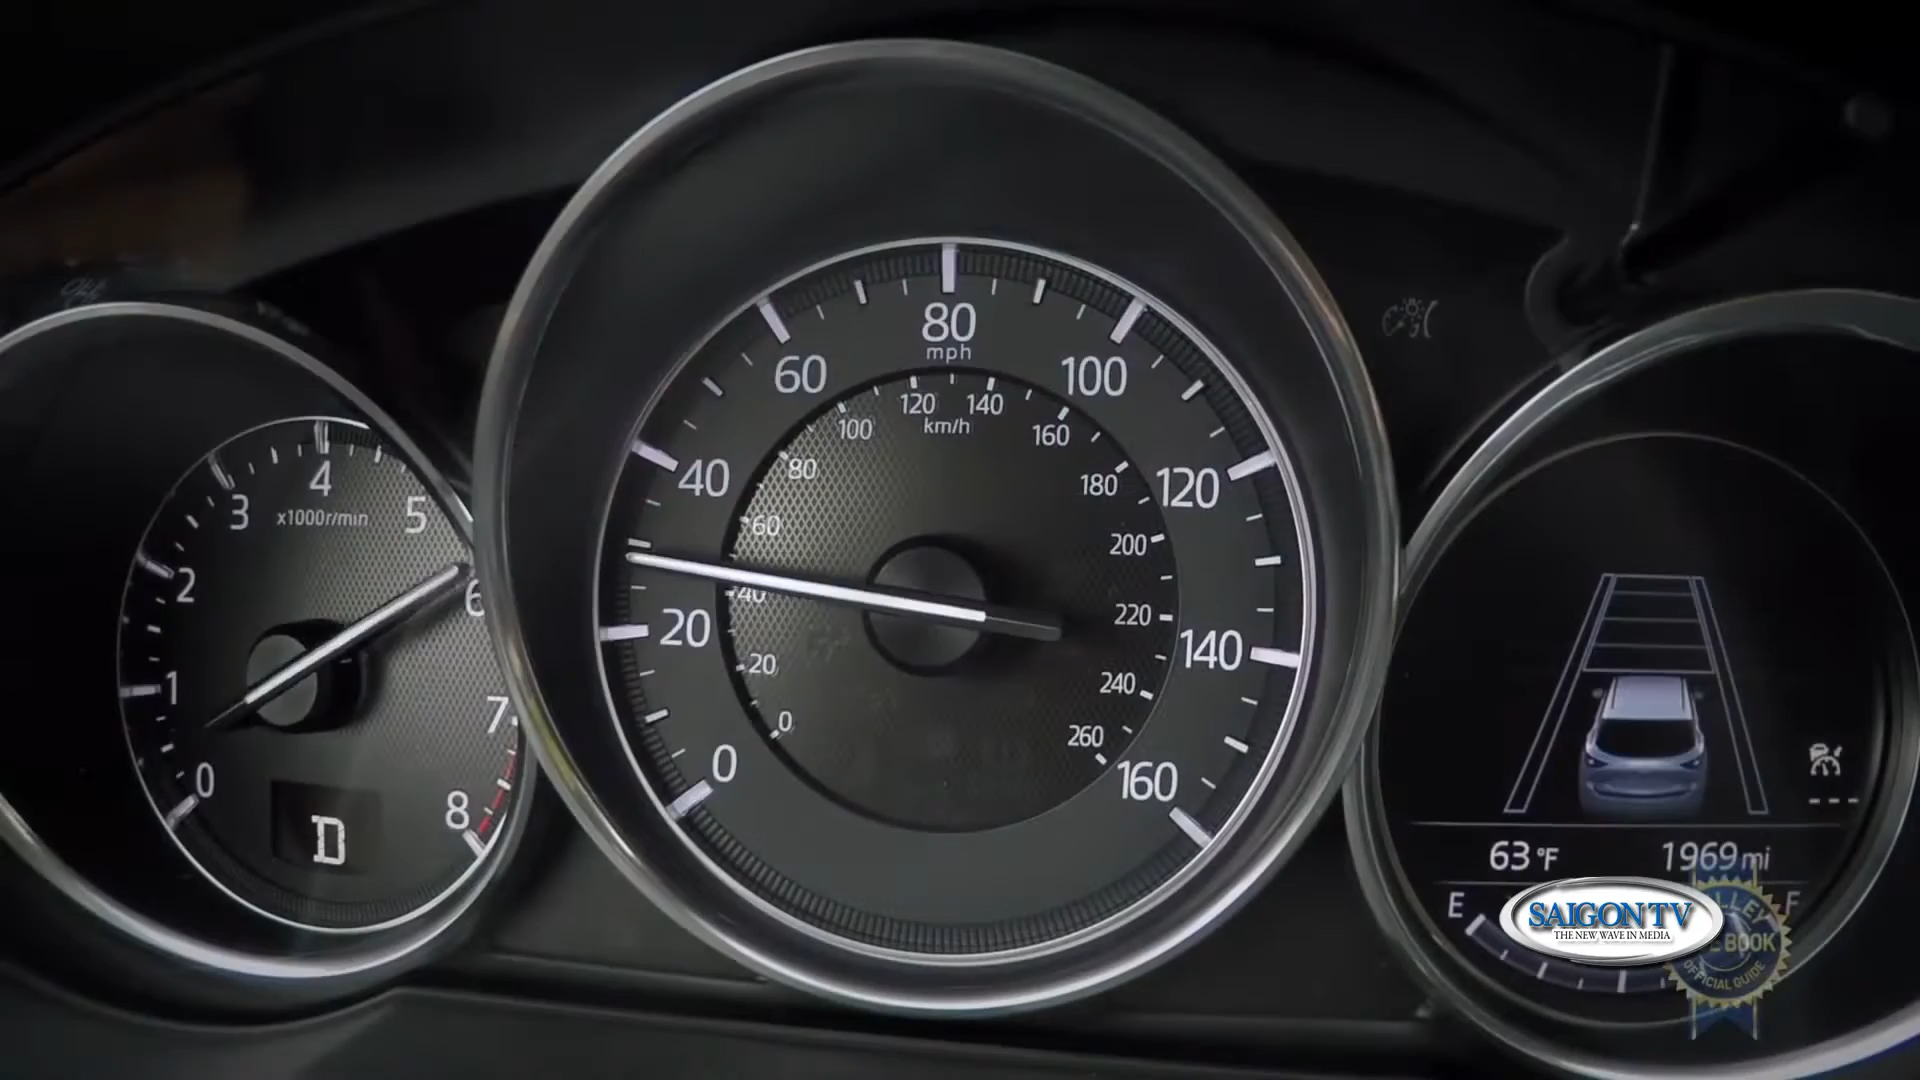 0
1
2
3
4
5
6
7
8
x1000r/min
D
0
20
40
60
80
mph
100
120
140
160
0
20
40
60
80
100
120
140
km/h
160
180
200
220
240
260
63 °F
1969 mi
E
F
SAIGON TV
THE NEW WAVE IN MEDIA
BOOK
OFFICIAL GUIDE